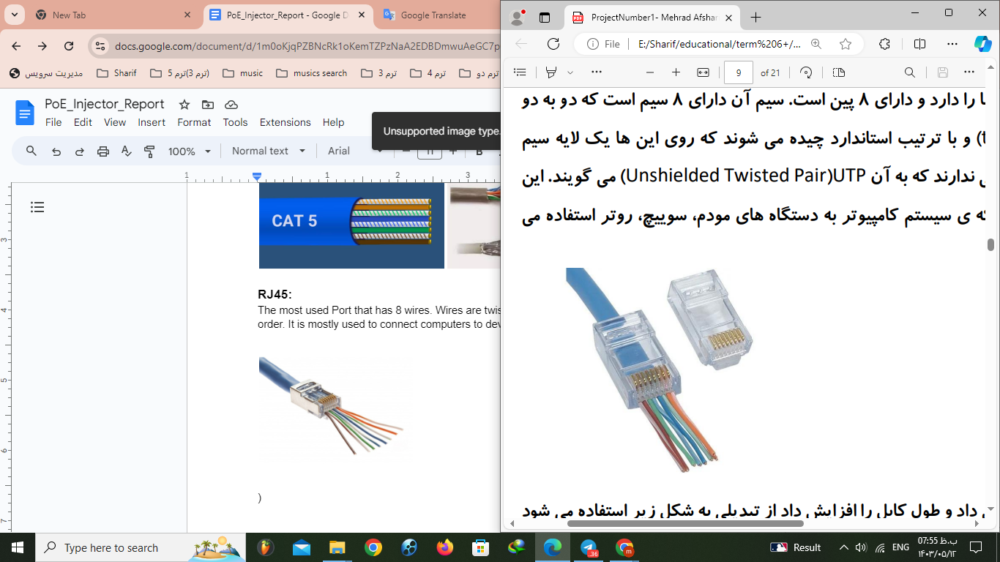 New Tab
PoE_Injector_Report - Google D
Google Translate
docs.google.com/document/d/1m0oKjqPZBNcRk1oKemTZPzNaA2EDBDmwuAeGC7p
مدیریت سرویس
Sharif
ترم 5(ترم 3)
music
musics search
ترم 3
ترم 4
ترم دو
PoE_Injector_Report
File Edit View Insert Format Tools Extensions Help
Unsupported image type.
100% Normal text Arial
1 1 2 3
CAT 5
RJ45:
The most used Port that has 8 wires. Wires are twis
order. It is mostly used to connect computers to dev
)
3
4
5
6
7
ProjectNumber1- Mehrad Afshar
File E:/Sharif/educational/term%206+/...
9 of 21
ا را دارد و دارای ۸ پین است. سیم آن دارای ۸ سیم است که دو به دو
و با ترتیب استاندارد چیده می شوند که روی این ها یک لایه سیم
ندارند که به آن UTP(Unshielded Twisted Pair) می گویند. این
ه ی سیستم کامپیوتر به دستگاه های مودم، سوییچ، روتر استفاده می
داد و طول کابل را افزایش داد از تبدیلی به شکل زیر استفاده می شود
Type here to search
36
Result
ENG
07:55 ب.ظ
۱۴۰۳/۰۵/۱۲